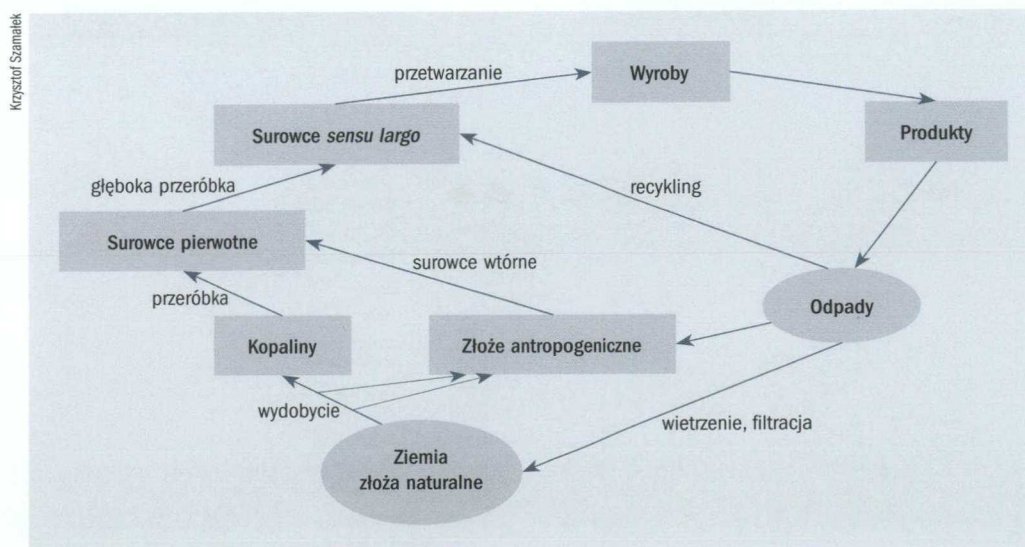 Krzysztof Szamałek
przetwarzanie
Wyroby
Produkty
Surowce sensu largo
głęboka przeróbka
recykling
Surowce pierwotne
surowce wtórne
przeróbka
Odpady
Kopaliny
Złoże antropogeniczne
wydobycie
wietrzenie, filtracja
Ziemia
złoża naturalne